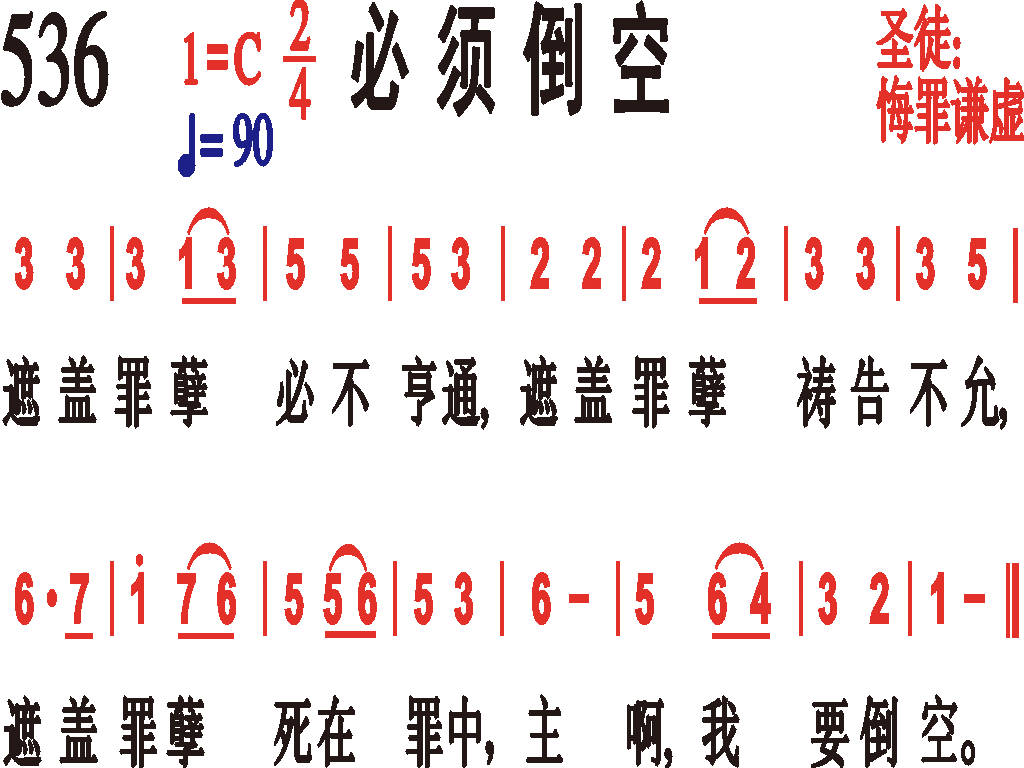 536 1=C 2/4 必须倒空 圣徒:
♩=90 悔罪谦虚
3 3 | 3 1 3 | 5 5 | 5 3 | 2 2 | 2 1 2 | 3 3 | 3 5 |
遮盖罪孽 必不亨通,遮盖罪孽 祷告不允,
6·7 | i 7 6 | 5 5 6 | 5 3 | 6 – | 5 6 4 | 3 2 | 1 – ‖
遮盖罪孽 死在 罪中,主 啊,我 要倒空。